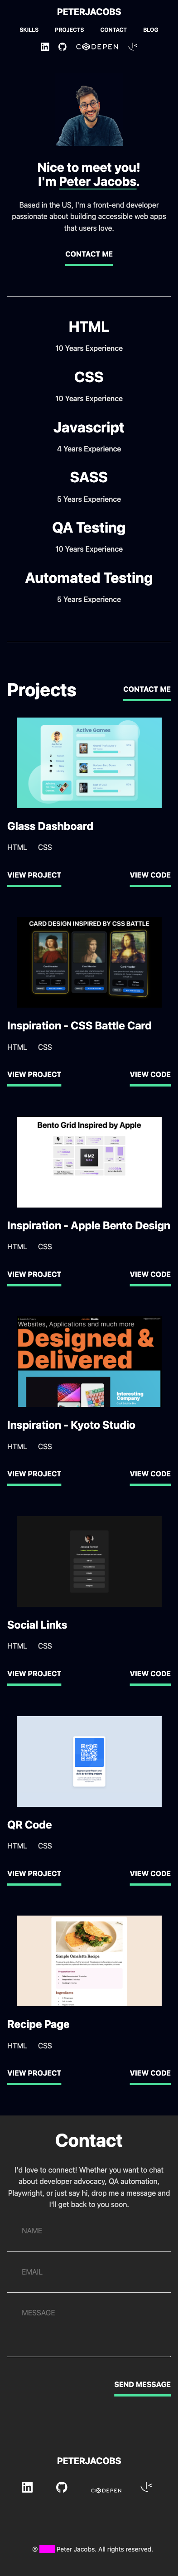 PETERJACOBS
SKILLS PROJECTS CONTACT BLOG
CODEPEN
Nice to meet you!
I'm Peter Jacobs.
Based in the US, I'm a front-end developer
passionate about building accessible web apps
that users love.
CONTACT ME
HTML
10 Years Experience
CSS
10 Years Experience
Javascript
4 Years Experience
SASS
5 Years Experience
QA Testing
10 Years Experience
Automated Testing
5 Years Experience
Projects
CONTACT ME
Active Games
Glass Dashboard
HTML CSS
VIEW PROJECT VIEW CODE
CARD DESIGN INSPIRED BY CSS BATTLE
Inspiration - CSS Battle Card
HTML CSS
VIEW PROJECT VIEW CODE
Bento Grid Inspired by Apple
M2
Inspiration - Apple Bento Design
HTML CSS
VIEW PROJECT VIEW CODE
Websites, Applications and much more
Designed &
Delivered
Interesting
Company
Inspiration - Kyoto Studio
HTML CSS
VIEW PROJECT VIEW CODE
Social Links
HTML CSS
VIEW PROJECT VIEW CODE
QR Code
HTML CSS
VIEW PROJECT VIEW CODE
Simple Omelette Recipe
Ingredients
Recipe Page
HTML CSS
VIEW PROJECT VIEW CODE
Contact
I'd love to connect! Whether you want to chat
about developer advocacy, QA automation,
Playwright, or just say hi, drop me a message and
I'll get back to you soon.
NAME
EMAIL
MESSAGE
SEND MESSAGE
PETERJACOBS
CODEPEN
© Peter Jacobs. All rights reserved.